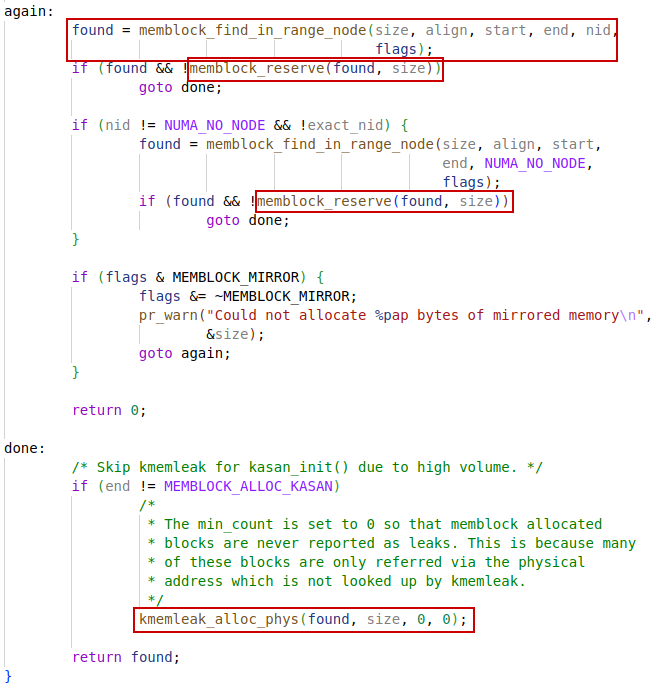 again:
found = memblock_find_in_range_node(size, align, start, end, nid,
flags);
if (found && !memblock_reserve(found, size))
goto done;
if (nid != NUMA_NO_NODE && !exact_nid) {
found = memblock_find_in_range_node(size, align, start,
end, NUMA_NO_NODE,
flags);
if (found && !memblock_reserve(found, size))
goto done;
}
if (flags & MEMBLOCK_MIRROR) {
flags &= ~MEMBLOCK_MIRROR;
pr_warn("Could not allocate %pap bytes of mirrored memory\n",
&size);
goto again;
}
return 0;
done:
/* Skip kmemleak for kasan_init() due to high volume. */
if (end != MEMBLOCK_ALLOC_KASAN)
/*
* The min_count is set to 0 so that memblock allocated
* blocks are never reported as leaks. This is because many
* of these blocks are only referred via the physical
* address which is not looked up by kmemleak.
*/
kmemleak_alloc_phys(found, size, 0, 0);
return found;
}